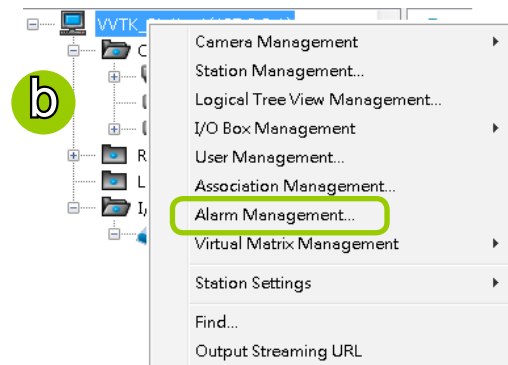 VVTK_
Camera Management
C
Station Management...
b
Logical Tree View Management...
I/O Box Management
R
User Management...
L
Association Management...
I/
Alarm Management...
Virtual Matrix Management
Station Settings
Find...
Output Streaming URL